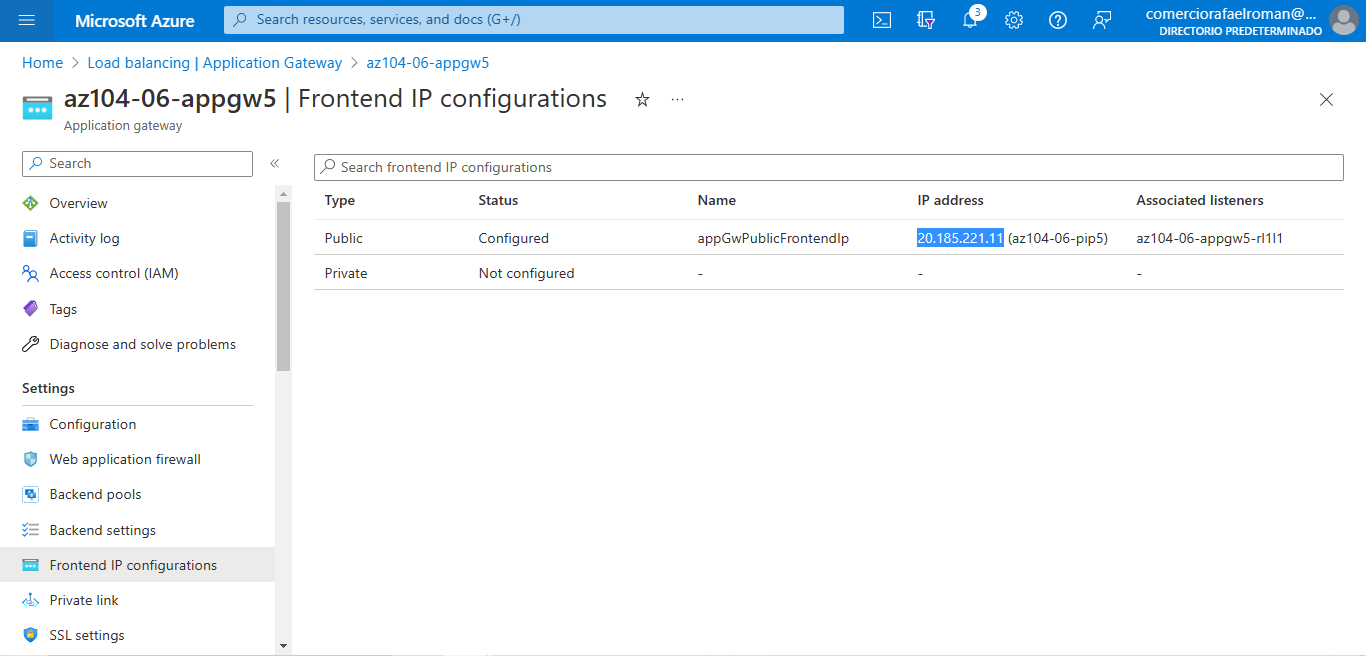 Microsoft Azure
Search resources, services, and docs (G+/)
3
comerciorafaelroman@...
DIRECTORIO PREDETERMINADO
Home > Load balancing | Application Gateway > az104-06-appgw5
az104-06-appgw5 | Frontend IP configurations
Application gateway
Search
Overview
Activity log
Access control (IAM)
Tags
Diagnose and solve problems
Settings
Configuration
Web application firewall
Backend pools
Backend settings
Frontend IP configurations
Private link
SSL settings
Search frontend IP configurations
Type Status Name IP address Associated listeners
Public Configured appGwPublicFrontendIp 20.185.221.11 (az104-06-pip5) az104-06-appgw5-rl1l1
Private Not configured - - -